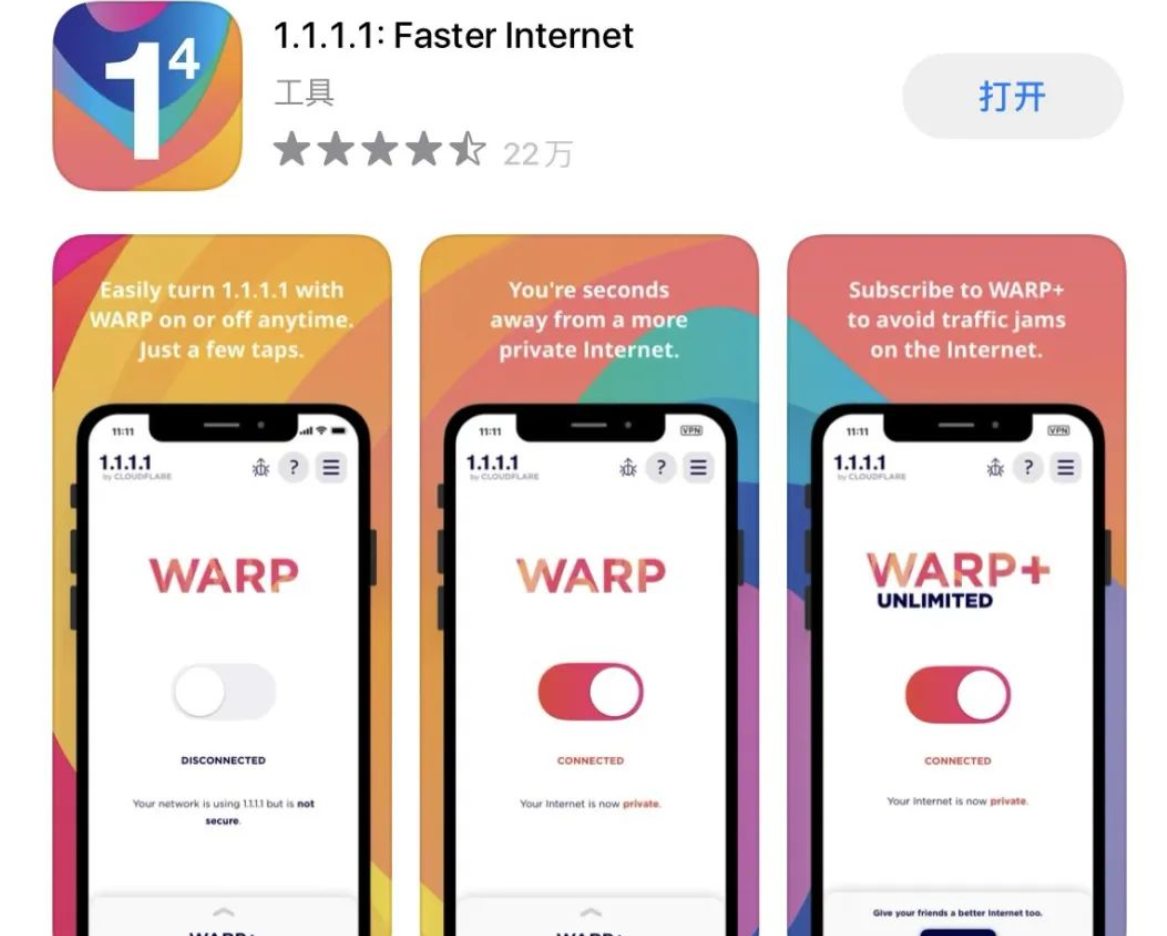 1⁴
1.1.1.1: Faster Internet
工具
22万
打开
Easily turn 1.1.1.1 with
WARP on or off anytime.
Just a few taps.
11:11
1.1.1.1
by CLOUDFLARE
?
WARP
DISCONNECTED
Your network is using 1.1.1.1 but is not
secure.
You're seconds
away from a more
private Internet.
11:11
VPN
1.1.1.1
by CLOUDFLARE
?
WARP
CONNECTED
Your Internet is now private.
Subscribe to WARP+
to avoid traffic jams
on the Internet.
11:11
VPN
1.1.1.1
by CLOUDFLARE
?
WARP+
UNLIMITED
CONNECTED
Your Internet is now private.
Give your friends a better Internet too.